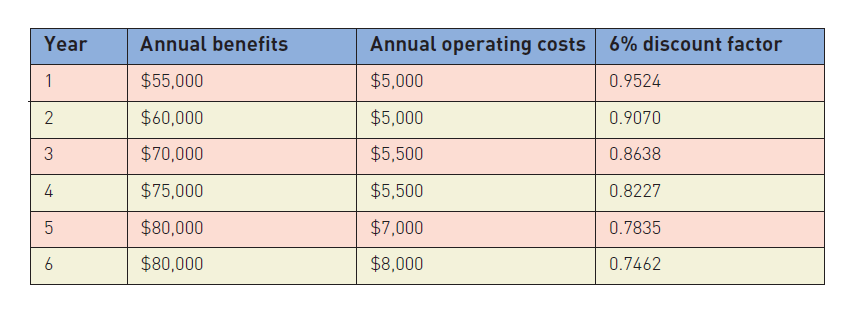 Year Annual benefits Annual operating costs 6% discount factor
1 $55,000 $5,000 0.9524
2 $60,000 $5,000 0.9070
3 $70,000 $5,500 0.8638
4 $75,000 $5,500 0.8227
5 $80,000 $7,000 0.7835
6 $80,000 $8,000 0.7462